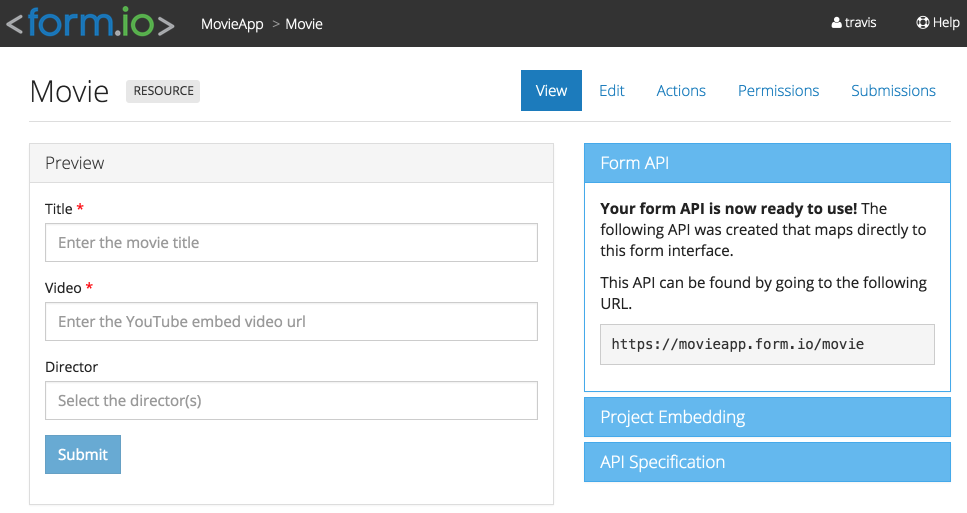 <form.io>
MovieApp > Movie
travis
Help
Movie
RESOURCE
View
Edit
Actions
Permissions
Submissions
Preview
Title *
Enter the movie title
Video *
Enter the YouTube embed video url
Director
Select the director(s)
Submit
Form API
Your form API is now ready to use! The
following API was created that maps directly to
this form interface.
This API can be found by going to the following
URL.
https://movieapp.form.io/movie
Project Embedding
API Specification